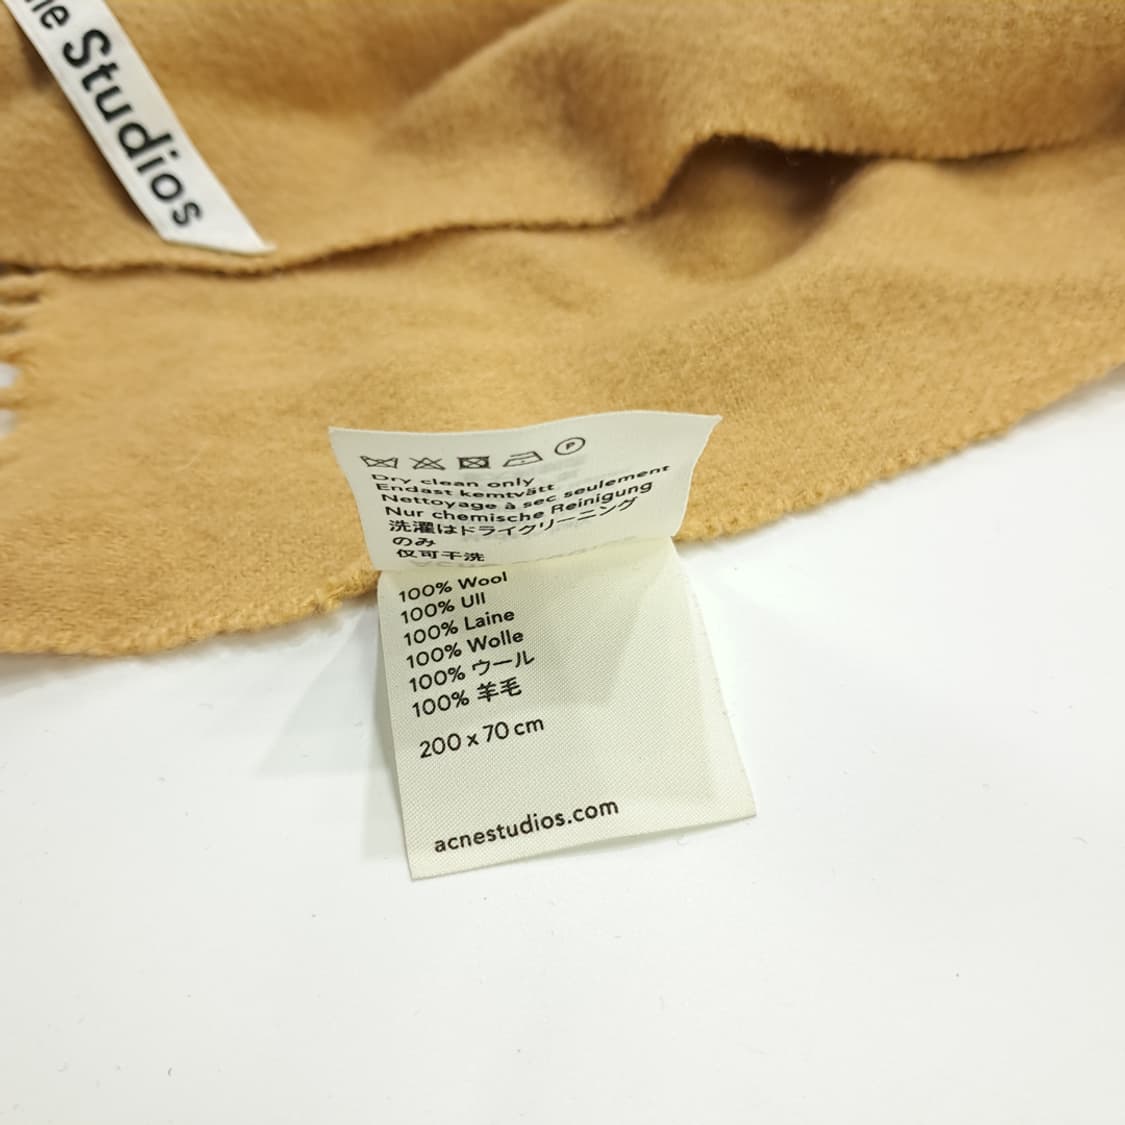 ne Studios
P
Dry clean only
Endast kemtvätt
Nettoyage à sec seulement
Nur chemische Reinigung
洗濯はドライクリーニング
のみ
仅可干洗
100% Wool
100% Ull
100% Laine
100% Wolle
100% ウール
100% 羊毛
200 x 70 cm
acnestudios.com